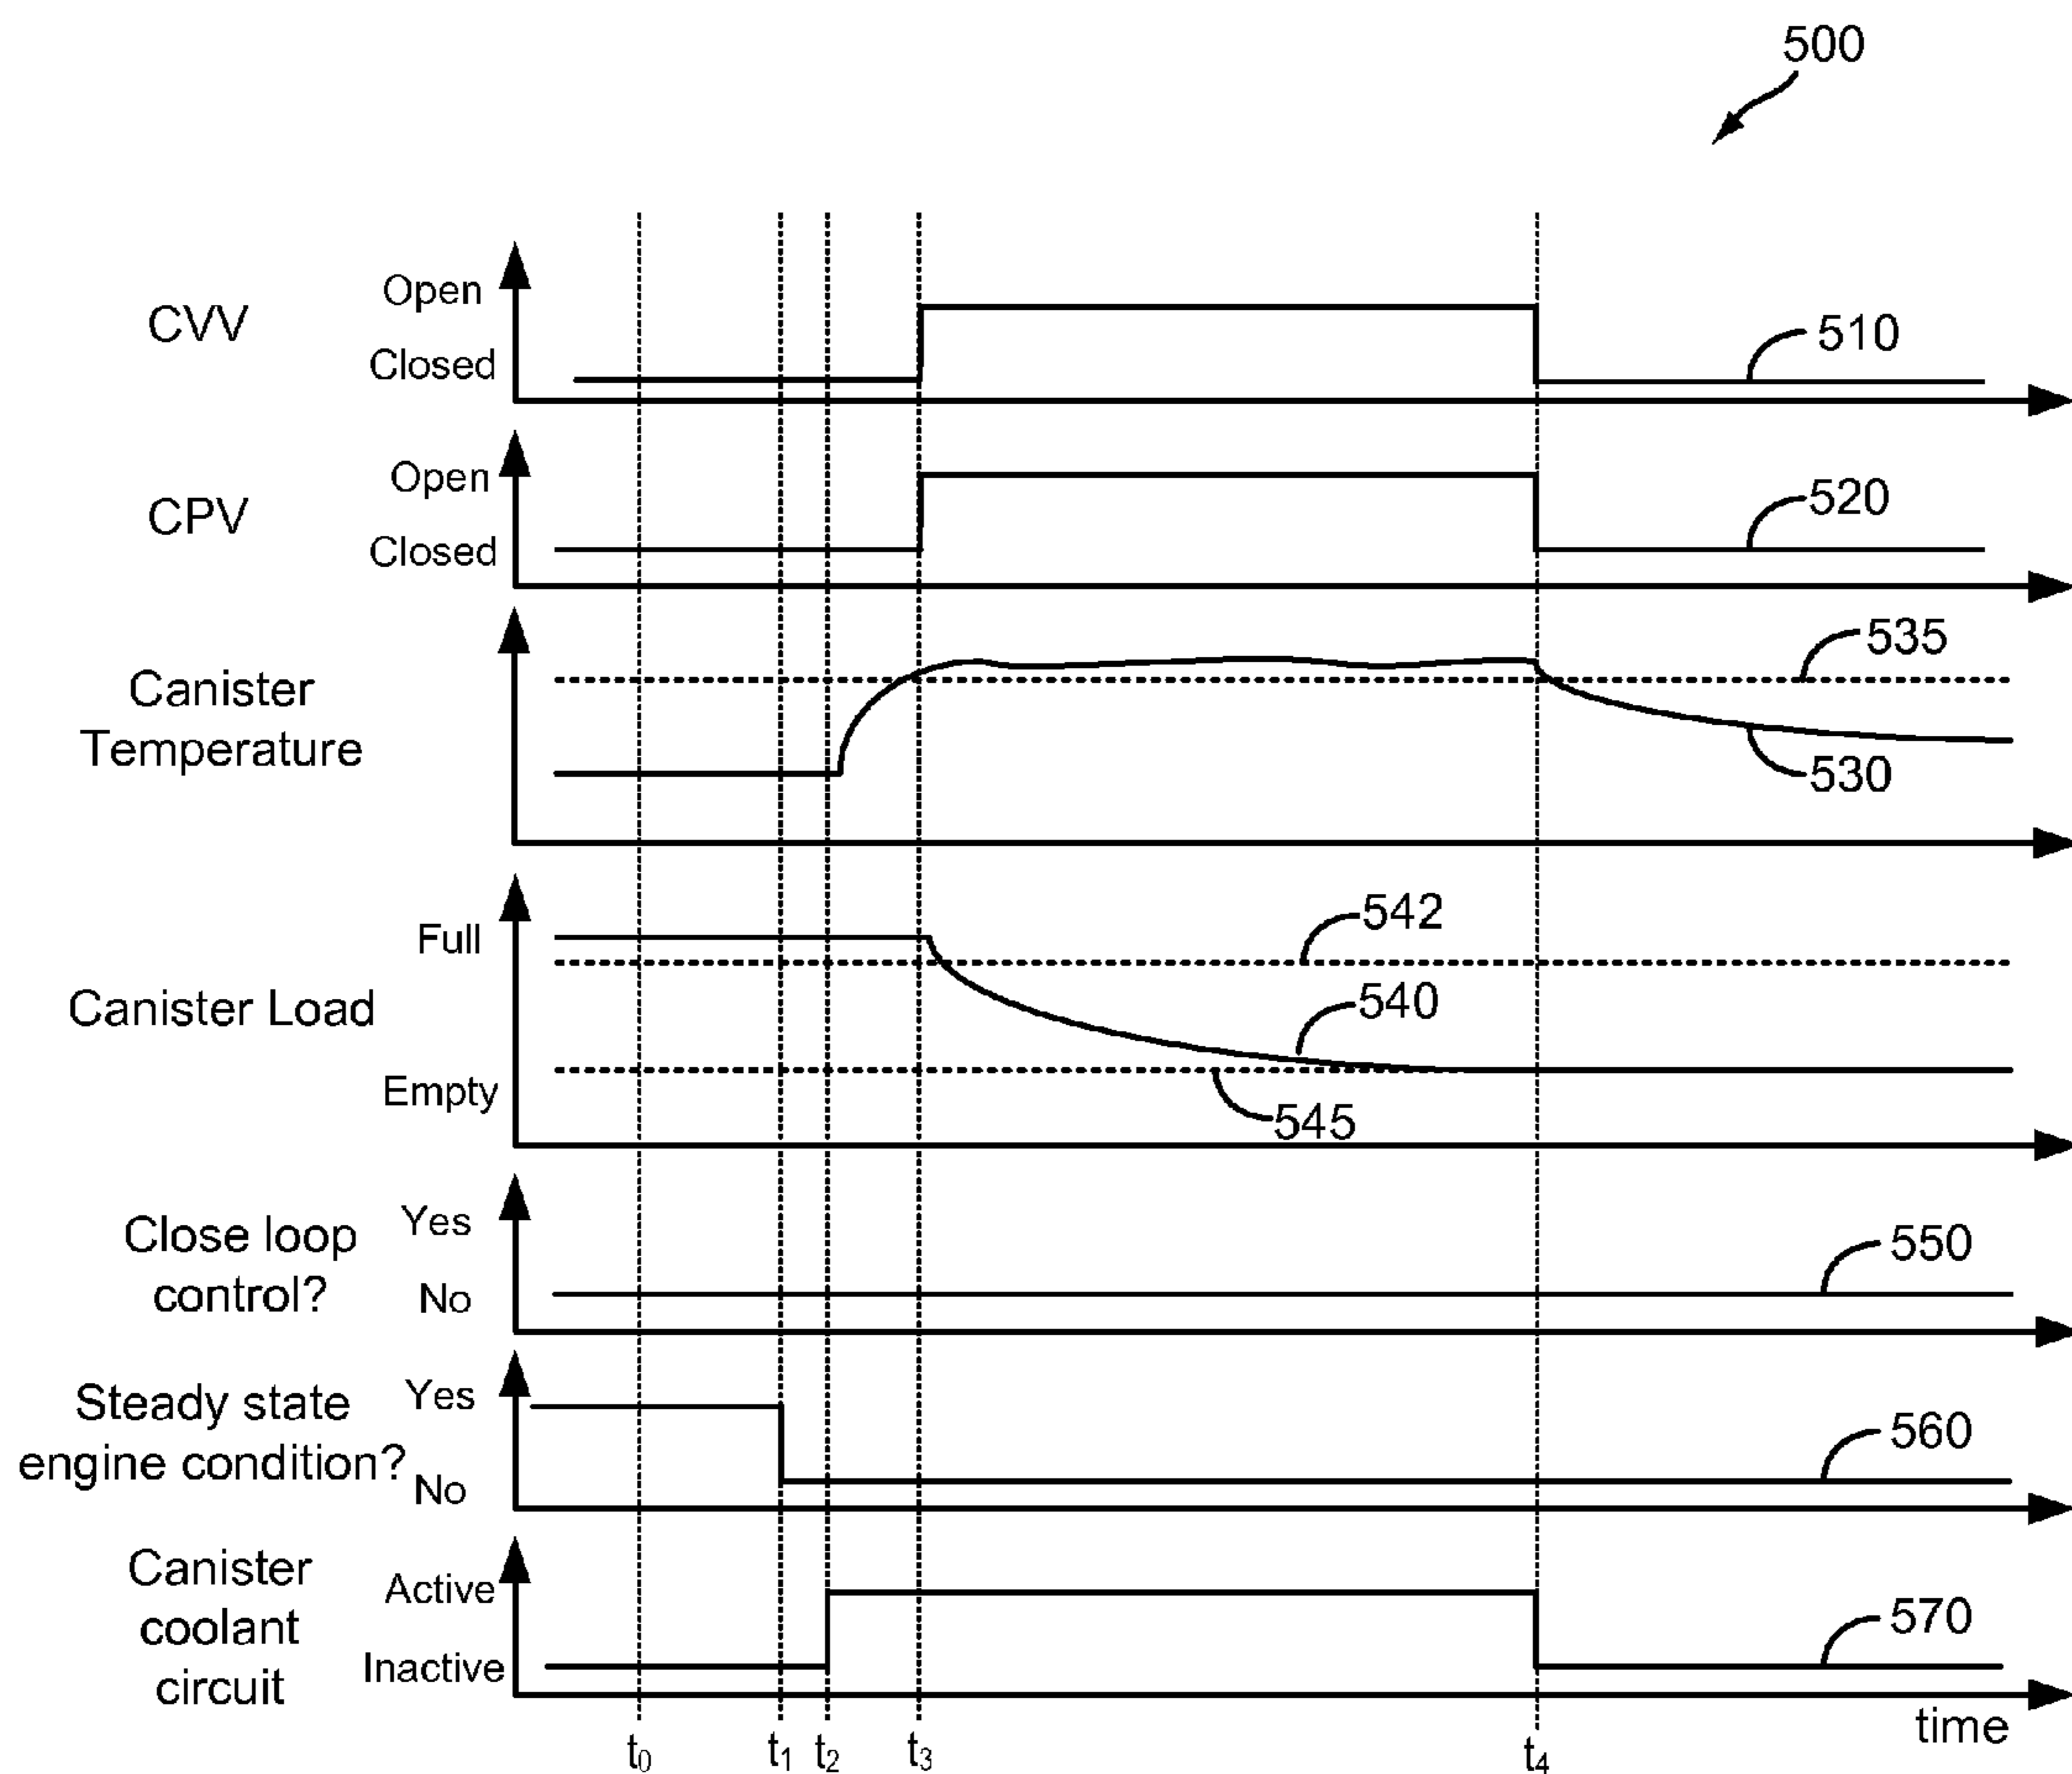 500
CVV
Open
Closed
510
CPV
Open
Closed
520
Canister
Temperature
535
530
Canister Load
Full
Empty
542
540
545
Close loop
control?
Yes
No
550
Steady state
engine condition?
Yes
No
560
Canister
coolant
circuit
Active
Inactive
570
time
t₀ t₁ t₂ t₃ t₄